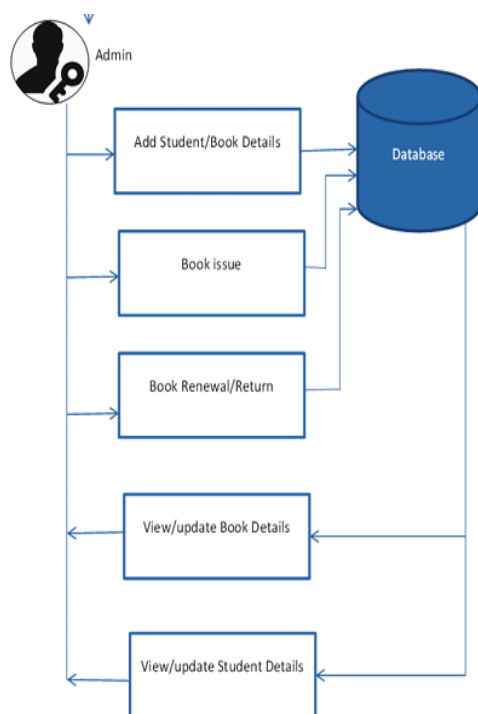 Admin
Add Student/Book Details
Database
Book issue
Book Renewal/Return
View/update Book Details
View/update Student Details